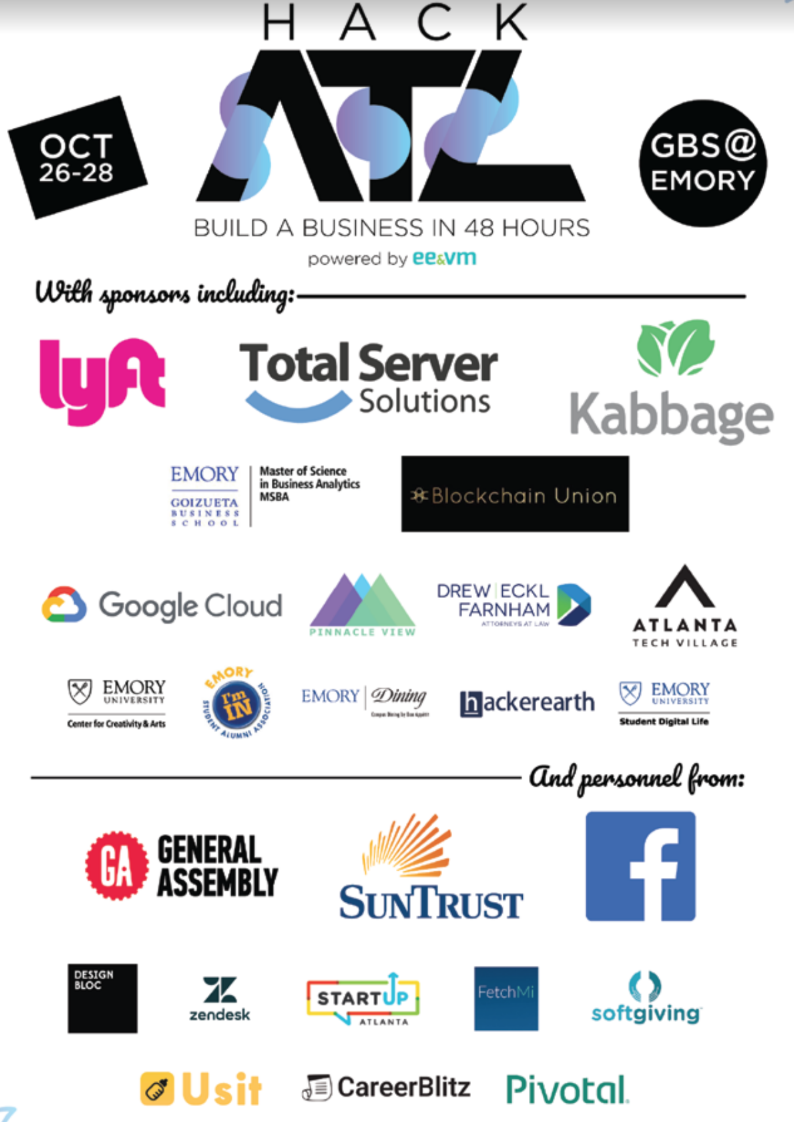 HACK
ATL
OCT
26-28
GBS@
EMORY
BUILD A BUSINESS IN 48 HOURS
powered by ee&vm
With sponsors including:
lyft
Total Server
Solutions
Kabbage
EMORY
GOIZUETA
BUSINESS
SCHOOL
Master of Science
in Business Analytics
MSBA
Blockchain Union
Google Cloud
PINNACLE VIEW
DREW ECKL
FARNHAM
ATTORNEYS AT LAW
ATLANTA
TECH VILLAGE
EMORY
UNIVERSITY
Center for Creativity & Arts
EMORY
I'm
IN
STUDENT ALUMNI ASSOCIATION
EMORY Dining
hackerearth
EMORY
UNIVERSITY
Student Digital Life
And personnel from:
GA
GENERAL
ASSEMBLY
SUNTRUST
f
DESIGN
BLOC
zendesk
STARTUP
ATLANTA
FetchMi
softgiving
Usit
CareerBlitz
Pivotal.